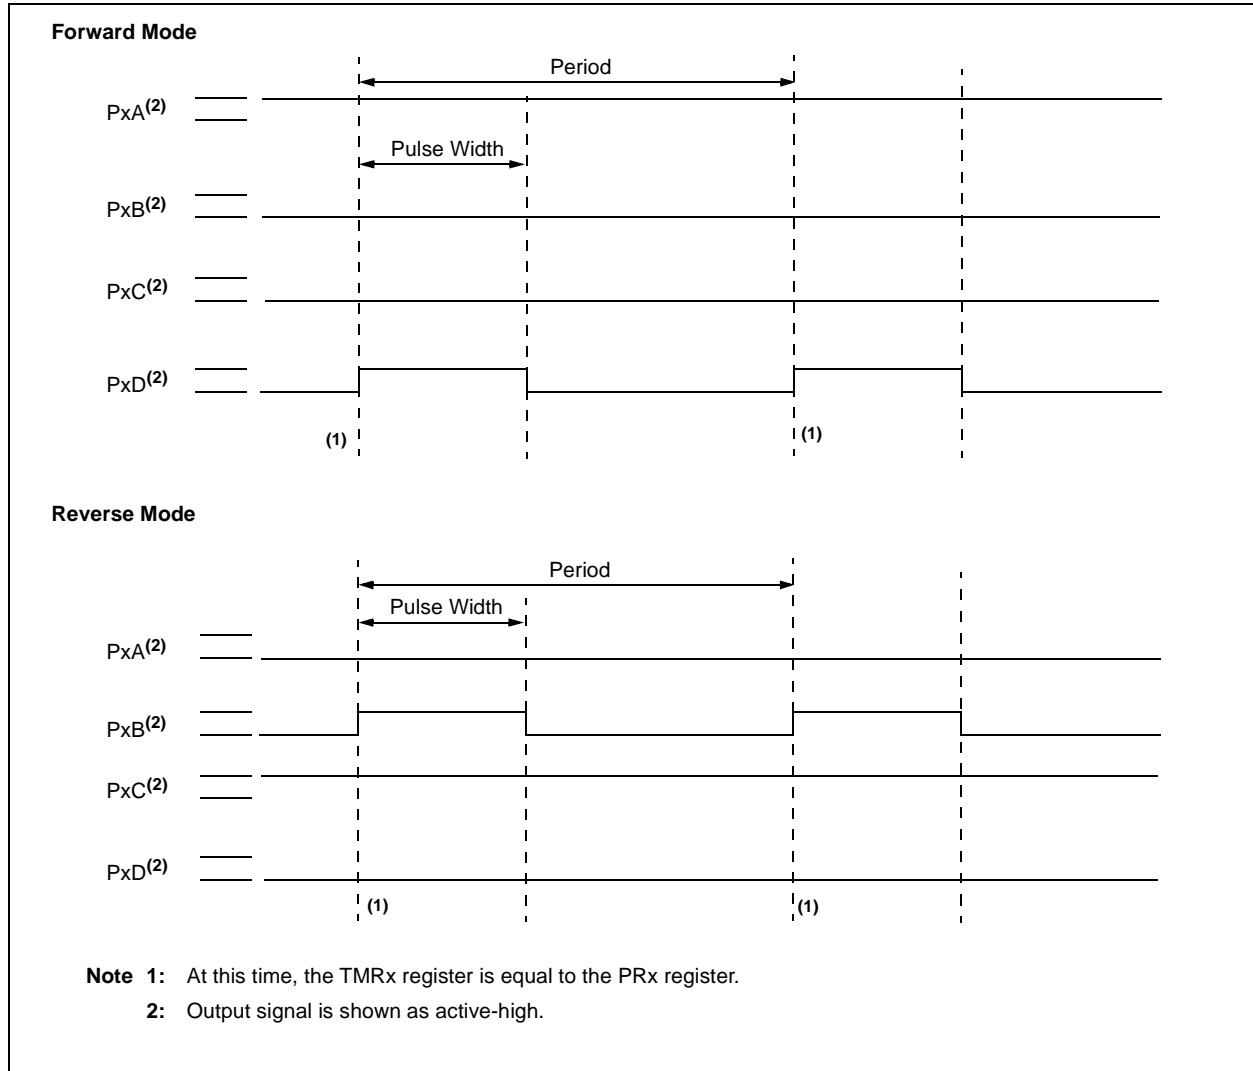 Forward Mode
Period
PxA(2)
Pulse Width
PxB(2)
PxC(2)
PxD(2)
(1) (1)
Reverse Mode
Period
Pulse Width
PxA(2)
PxB(2)
PxC(2)
PxD(2)
(1) (1)
Note 1: At this time, the TMRx register is equal to the PRx register.
2: Output signal is shown as active-high.